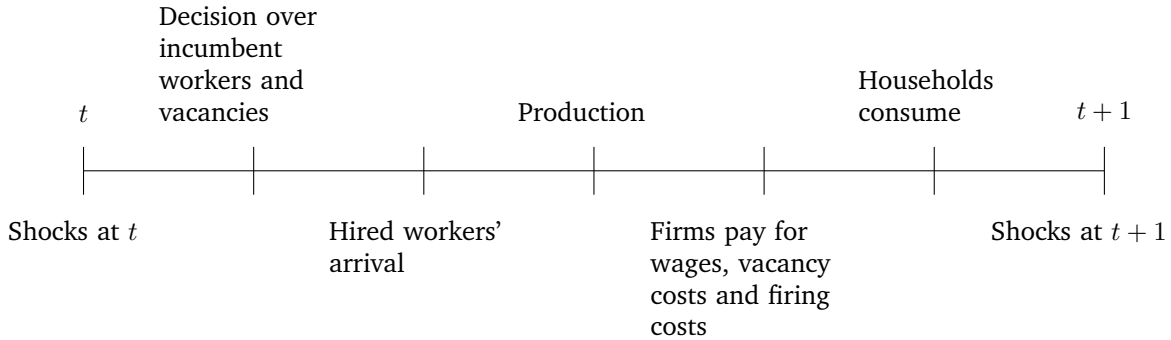 Decision over
incumbent
workers and
vacancies
t
Production
Households
consume
t + 1
Shocks at t
Hired workers’
arrival
Firms pay for
wages, vacancy
costs and firing
costs
Shocks at t + 1